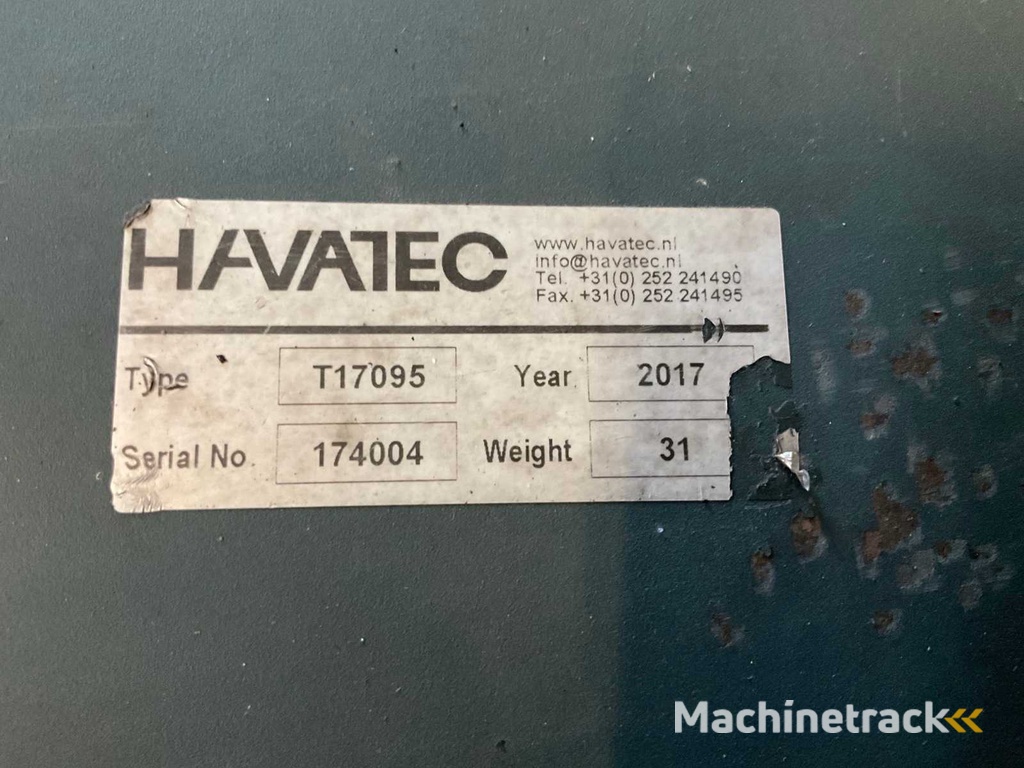 HAVATEC
www.havatec.nl
info@havatec.nl
Tel. +31(0) 252 241490
Fax. +31(0) 252 241495
Type T17095 Year 2017
Serial No. 174004 Weight 31
Machinetrack